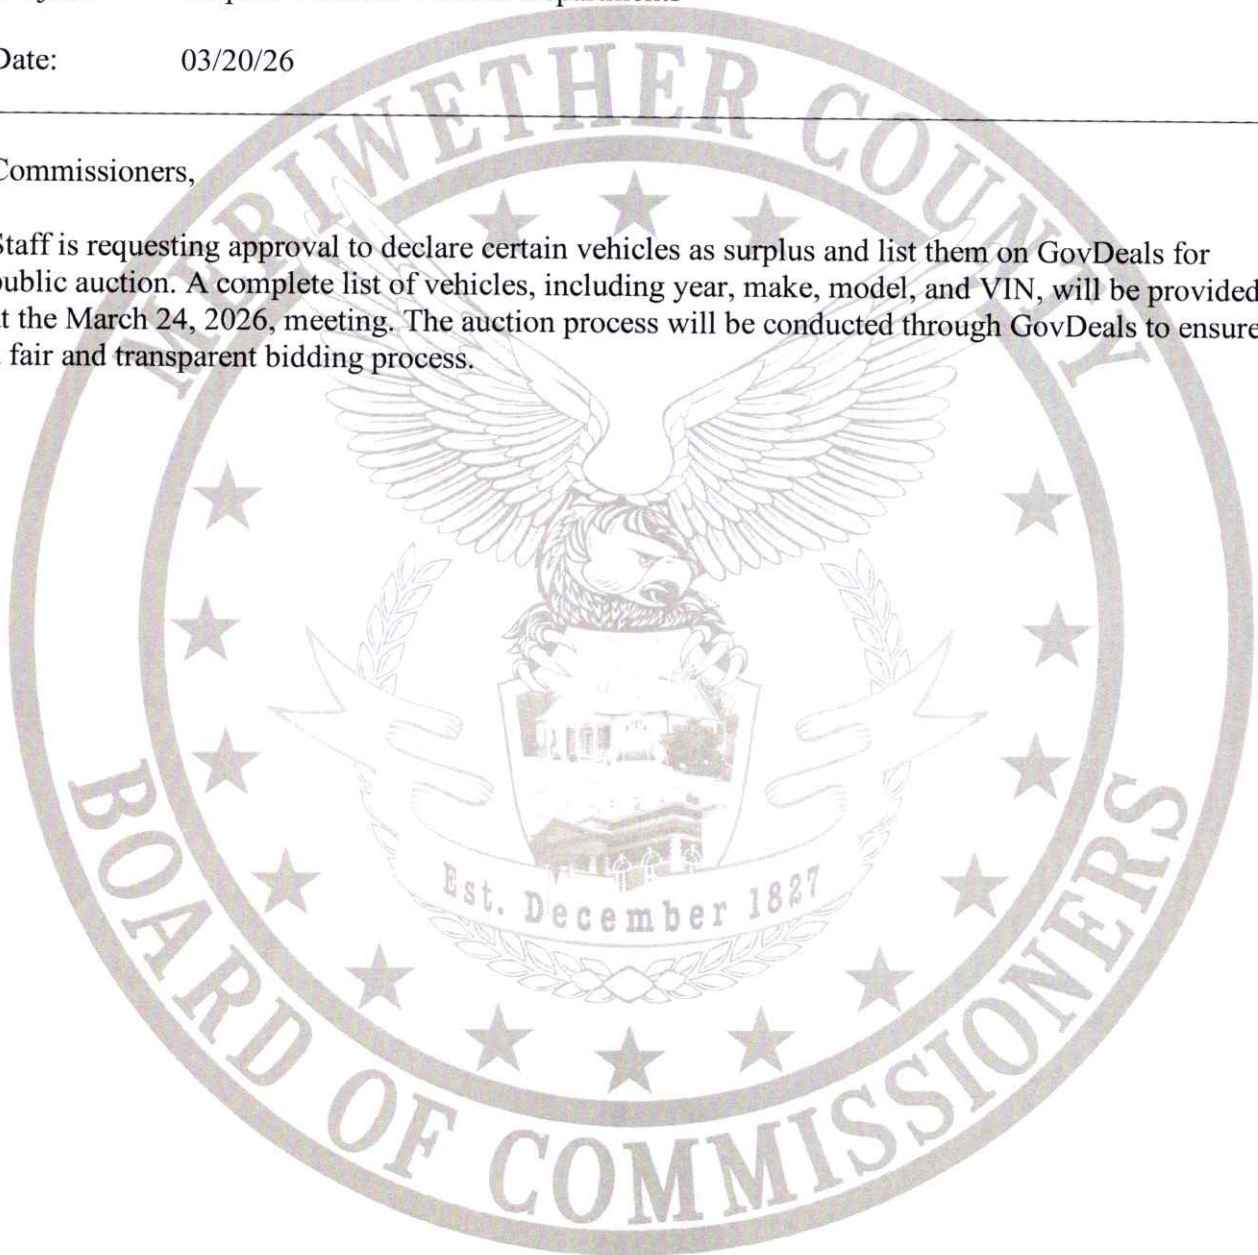 Date: 03/20/26
Commissioners,
Staff is requesting approval to declare certain vehicles as surplus and list them on GovDeals for
public auction. A complete list of vehicles, including year, make, model, and VIN, will be provided
at the March 24, 2026, meeting. The auction process will be conducted through GovDeals to ensure
a fair and transparent bidding process.
MERIWETHER COUNTY
Est. December 1827
BOARD OF COMMISSIONERS